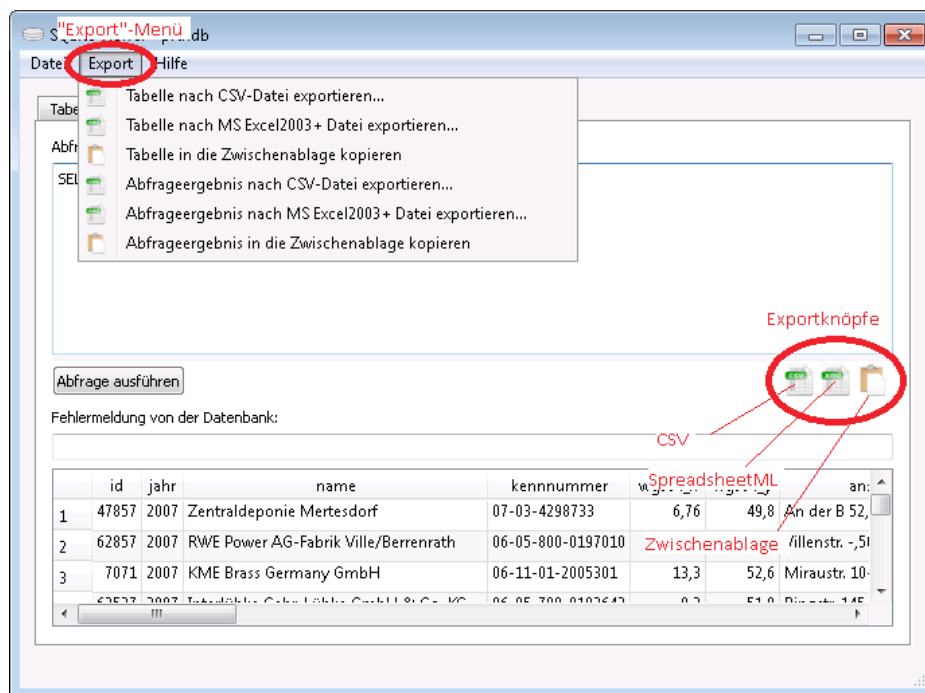 "Export"-Menü
.db
Export Hilfe
Tabelle nach CSV-Datei exportieren...
Tabelle nach MS Excel2003+ Datei exportieren...
Tabelle in die Zwischenablage kopieren
Abfrageergebnis nach CSV-Datei exportieren...
Abfrageergebnis nach MS Excel2003+ Datei exportieren...
Abfrageergebnis in die Zwischenablage kopieren
Exportknöpfe
Abfrage ausführen
CSV
Fehlermeldung von der Datenbank:
CSV
SpreadsheetML
id jahr name kennnummer
1 47857 2007 Zentraldeponie Mertesdorf 07-03-4298733 6,76 49,8 An der B 52,
Zwischenablage
2 62857 2007 RWE Power AG-Fabrik Ville/Berrenrath 06-05-800-0197010
3 7071 2007 KME Brass Germany GmbH 06-11-01-2005301 13,3 52,6 Miraustr. 10-